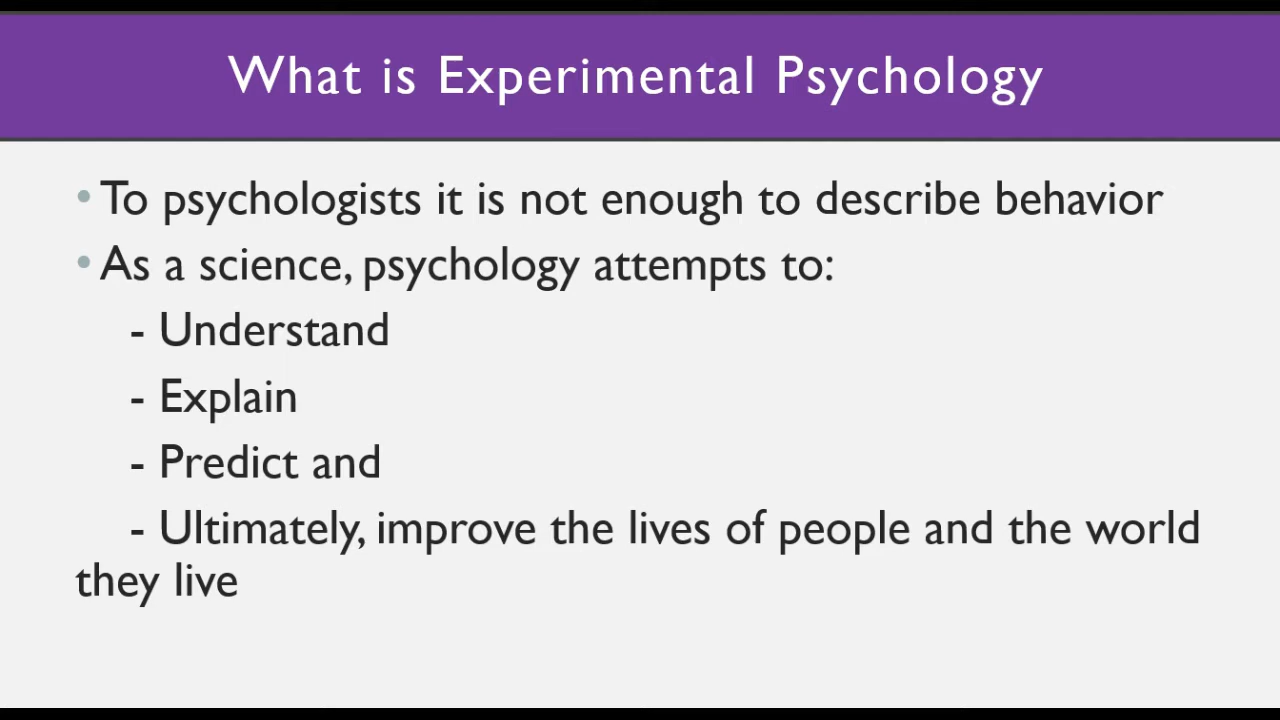 What is Experimental Psychology
• To psychologists it is not enough to describe behavior
• As a science, psychology attempts to:
- Understand
- Explain
- Predict and
- Ultimately, improve the lives of people and the world
they live